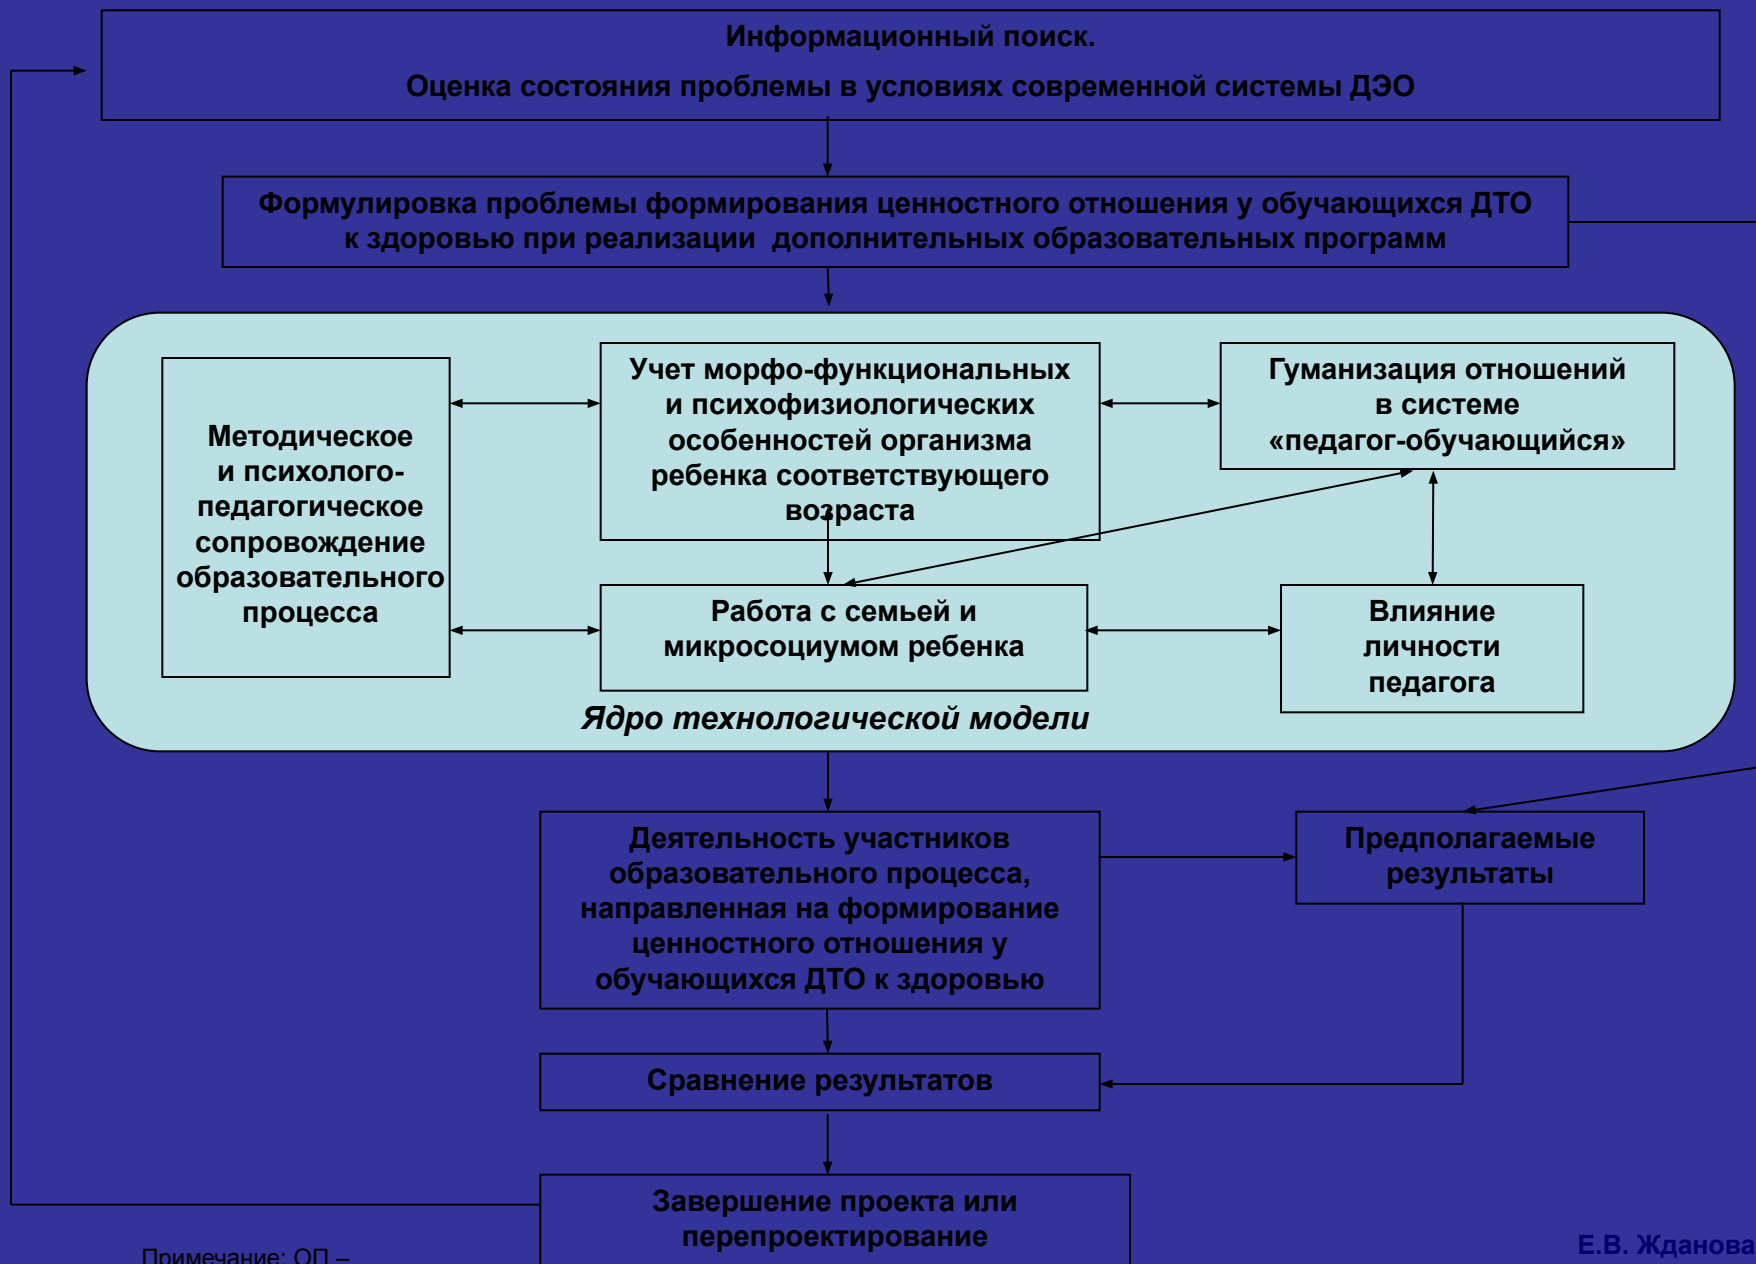 Информационный поиск.
Оценка состояния проблемы в условиях современной системы ДЭО
Формулировка проблемы формирования ценностного отношения у обучающихся ДТО
к здоровью при реализации дополнительных образовательных программ
Методическое
и психолого-
педагогическое
сопровождение
образовательного
процесса
Учет морфо-функциональных
и психофизиологических
особенностей организма
ребенка соответствующего
возраста
Гуманизация отношений
в системе
«педагог-обучающийся»
Работа с семьей и
микросоциумом ребенка
Влияние
личности
педагога
Ядро технологической модели
Деятельность участников
образовательного процесса,
направленная на формирование
ценностного отношения у
обучающихся ДТО к здоровью
Предполагаемые
результаты
Сравнение результатов
Завершение проекта или
перепроектирование
Примечание: ОП –
Е.В. Жданова